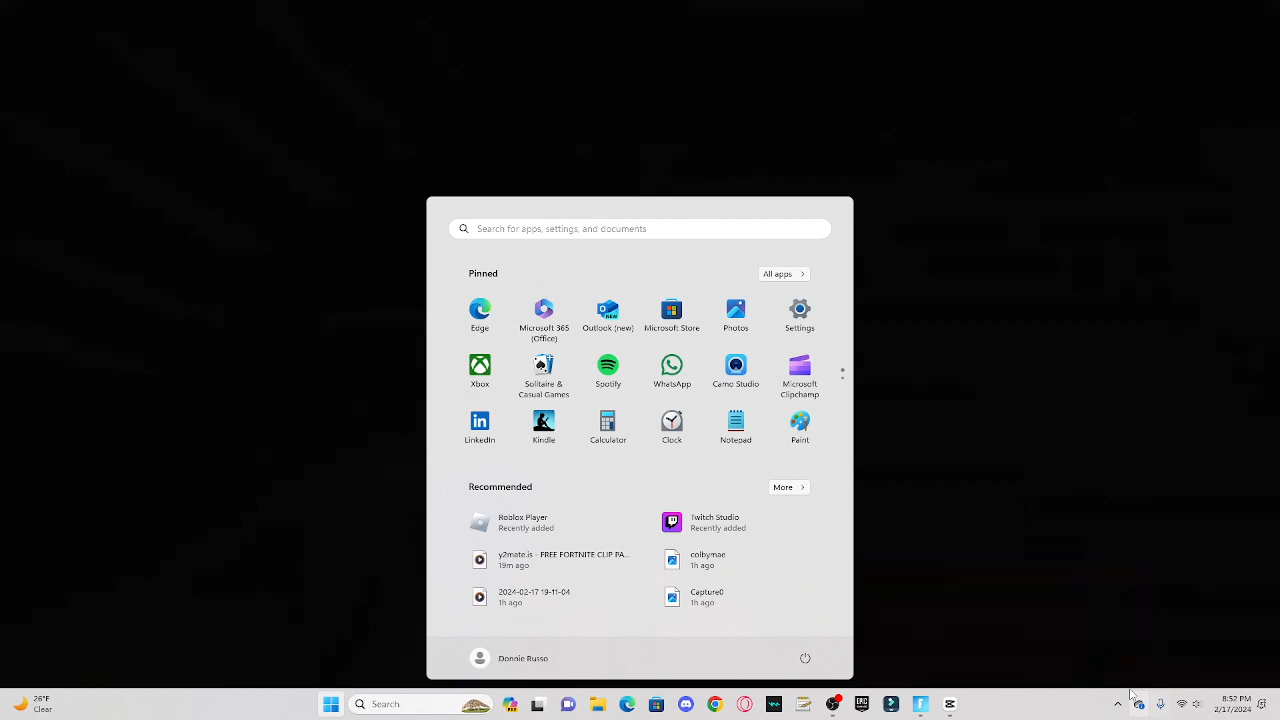 Search for apps, settings, and documents
Pinned
All apps
Edge
Microsoft 365
(Office)
Outlook (new)
Microsoft Store
Photos
Settings
Xbox
Solitaire &
Casual Games
Spotify
WhatsApp
Camo Studio
Microsoft
Clipchamp
LinkedIn
Kindle
Calculator
Clock
Notepad
Paint
Recommended
More
Roblox Player
Recently added
Twitch Studio
Recently added
y2mate.is - FREE FORTNITE CLIP PA...
19m ago
colbymae
1h ago
2024-02-17 19-11-04
1h ago
Capture0
1h ago
Donnie Russo
26°F
Clear
Search
8:52 PM
2/17/2024